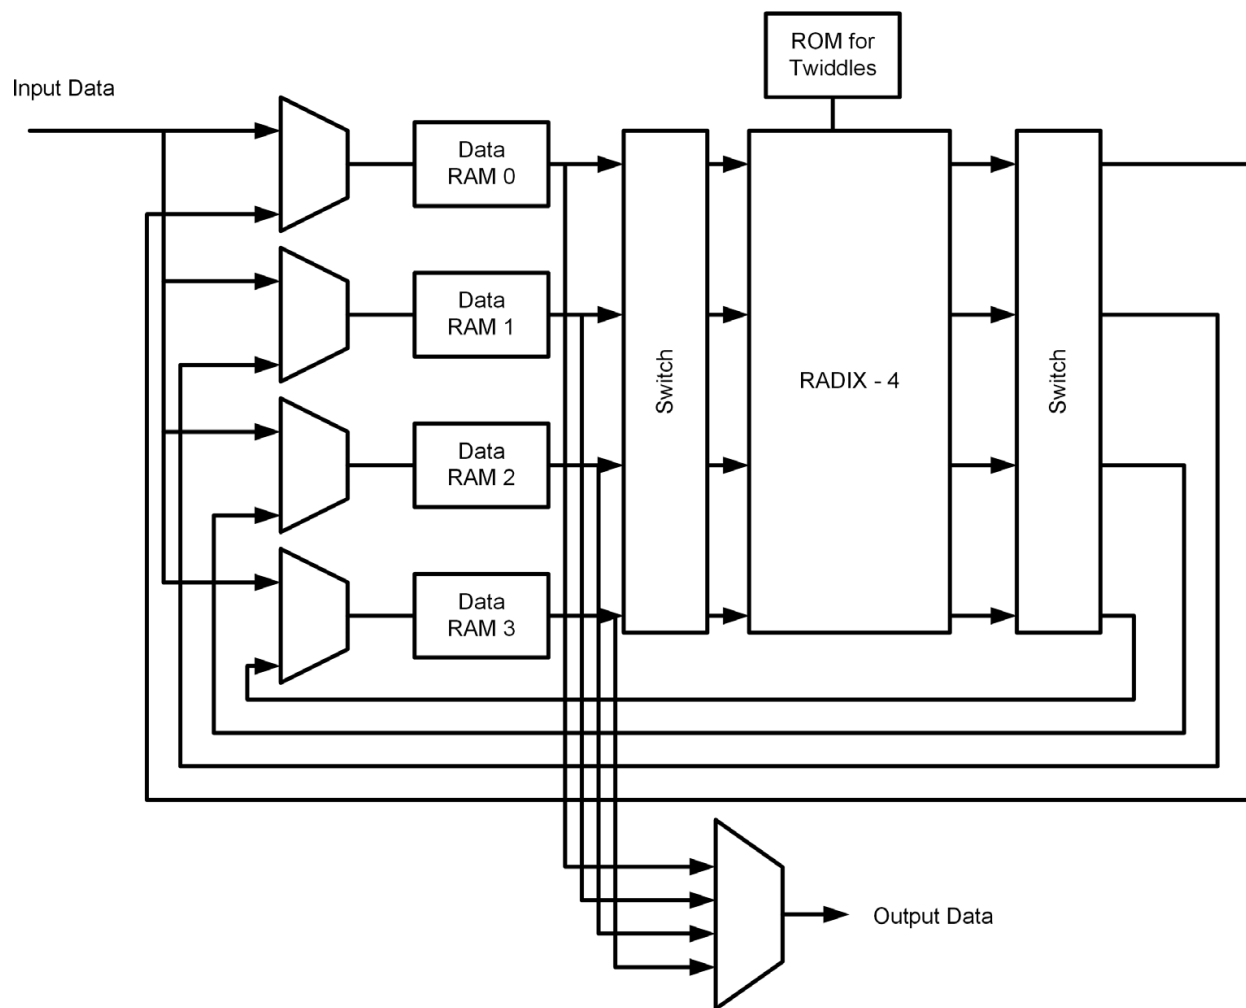 ROM for
Twiddles
Input Data
Data
RAM 0
Data
RAM 1
Switch
RADIX - 4
Switch
Data
RAM 2
Data
RAM 3
Output Data